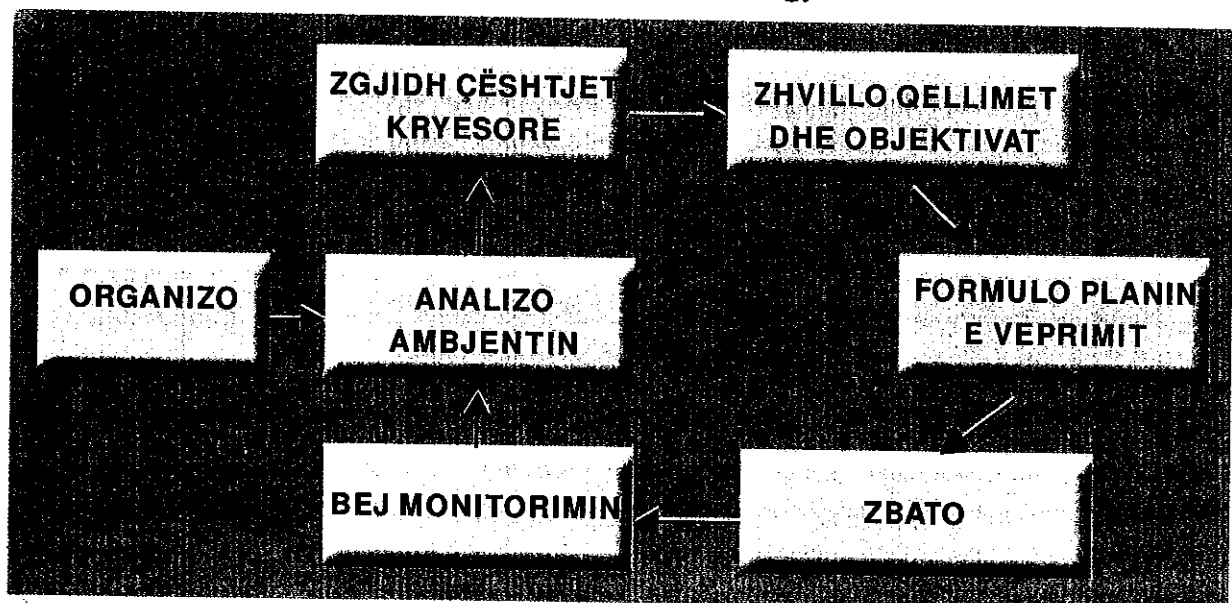 ZGJIDH ÇËSHTJET
KRYESORE
ZHVILLO QELLIMET
DHE OBJEKTIVAT
ORGANIZO
ANALIZO
AMBJENTIN
FORMULO PLANIN
E VEPRIMIT
BEJ MONITORIMIN
ZBATO